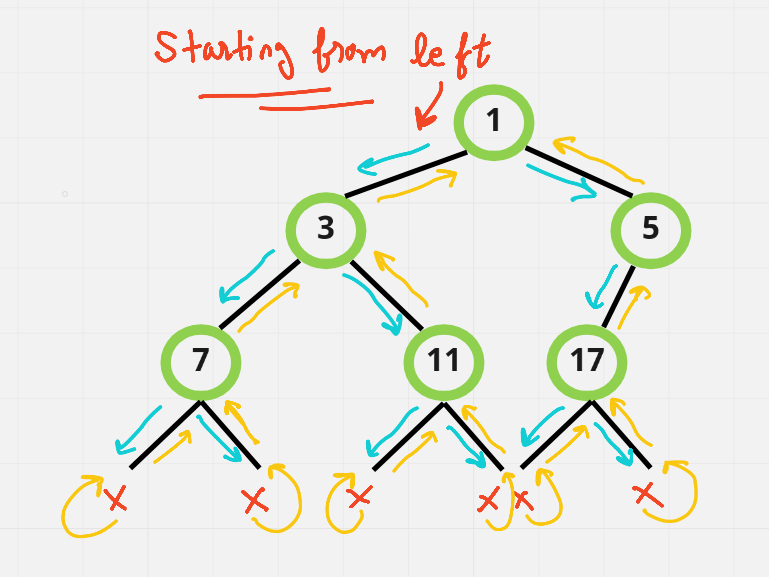 Starting from left
1
3 5
7 11 17
x x x x x x